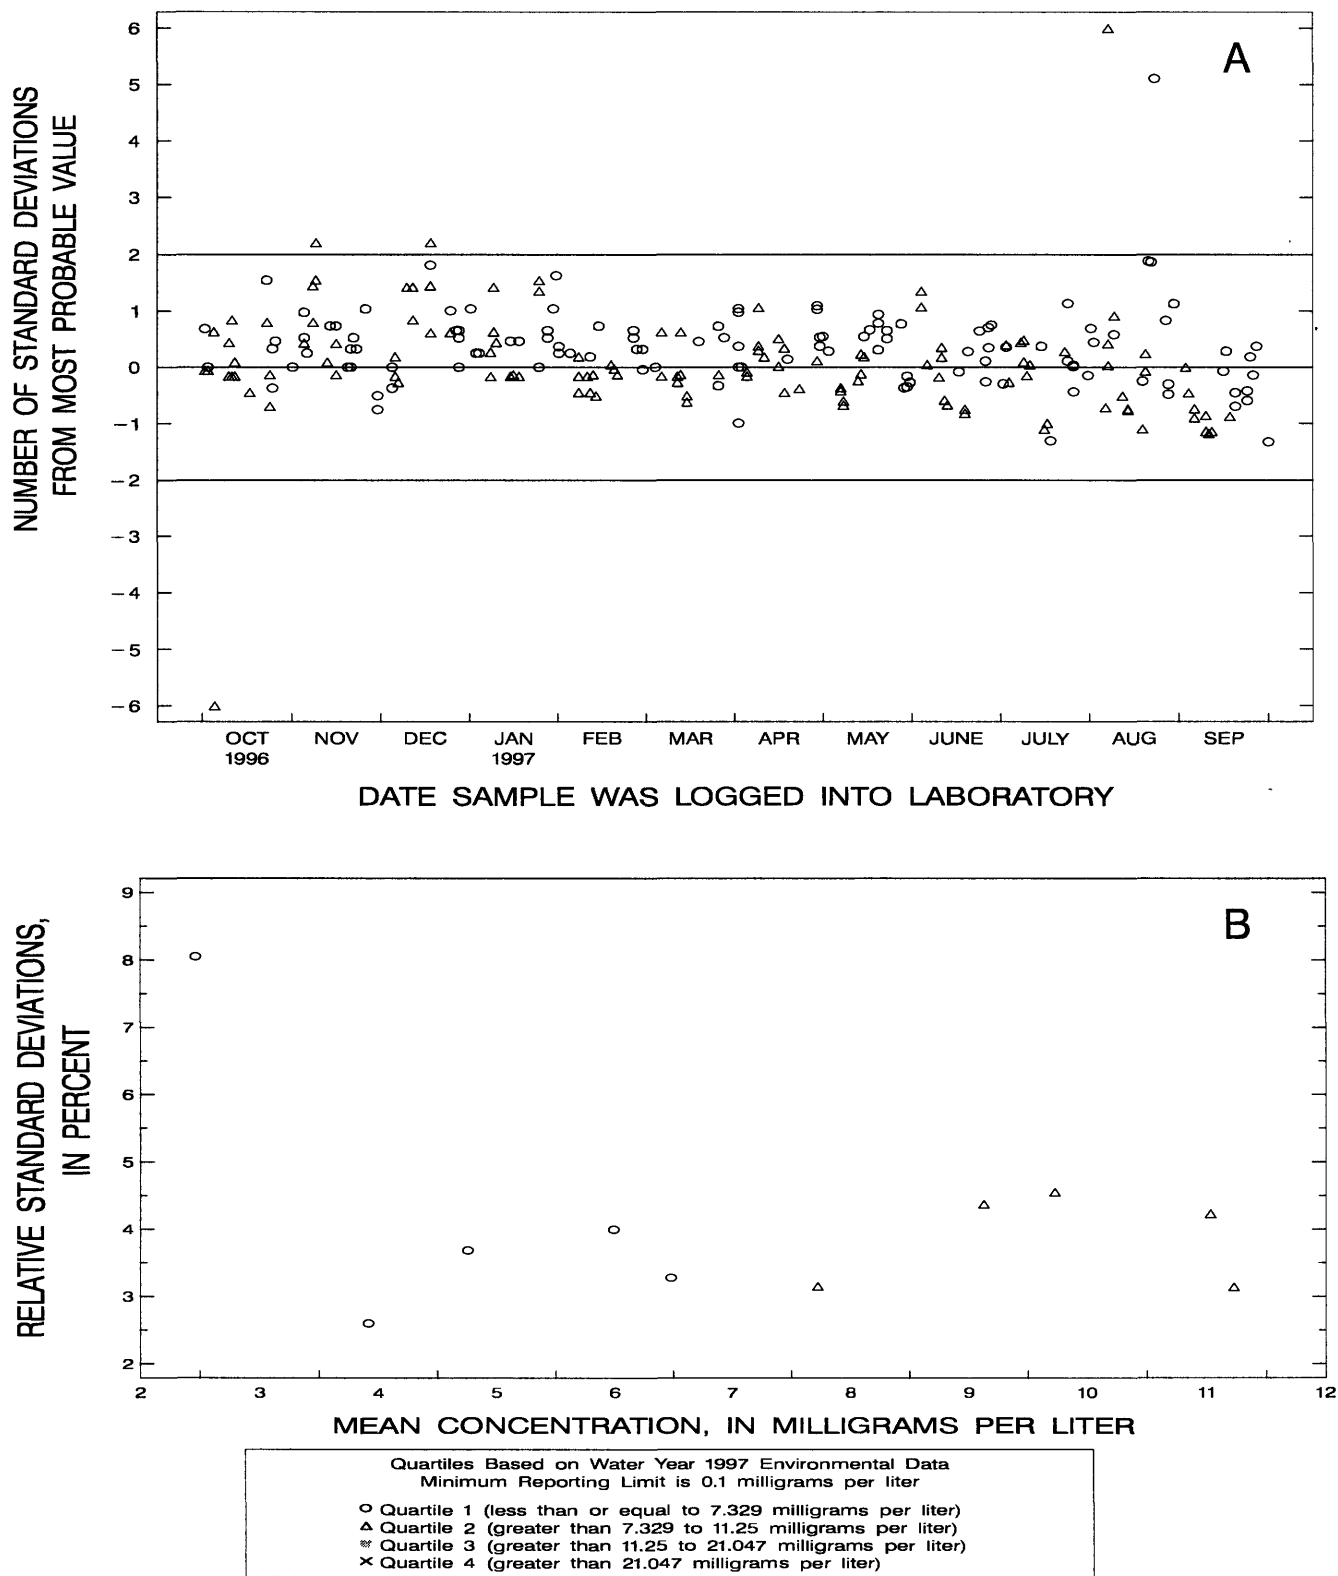 A
NUMBER OF STANDARD DEVIATIONS
FROM MOST PROBABLE VALUE
6
5
4
3
2
1
0
−1
−2
−3
−4
−5
−6
OCT NOV DEC JAN FEB MAR APR MAY JUNE JULY AUG SEP
1996 1997
DATE SAMPLE WAS LOGGED INTO LABORATORY
B
RELATIVE STANDARD DEVIATIONS,
IN PERCENT
9
8
7
6
5
4
3
2
2 3 4 5 6 7 8 9 10 11 12
MEAN CONCENTRATION, IN MILLIGRAMS PER LITER
Quartiles Based on Water Year 1997 Environmental Data
Minimum Reporting Limit is 0.1 milligrams per liter
Quartile 1 (less than or equal to 7.329 milligrams per liter)
Quartile 2 (greater than 7.329 to 11.25 milligrams per liter)
Quartile 3 (greater than 11.25 to 21.047 milligrams per liter)
Quartile 4 (greater than 21.047 milligrams per liter)